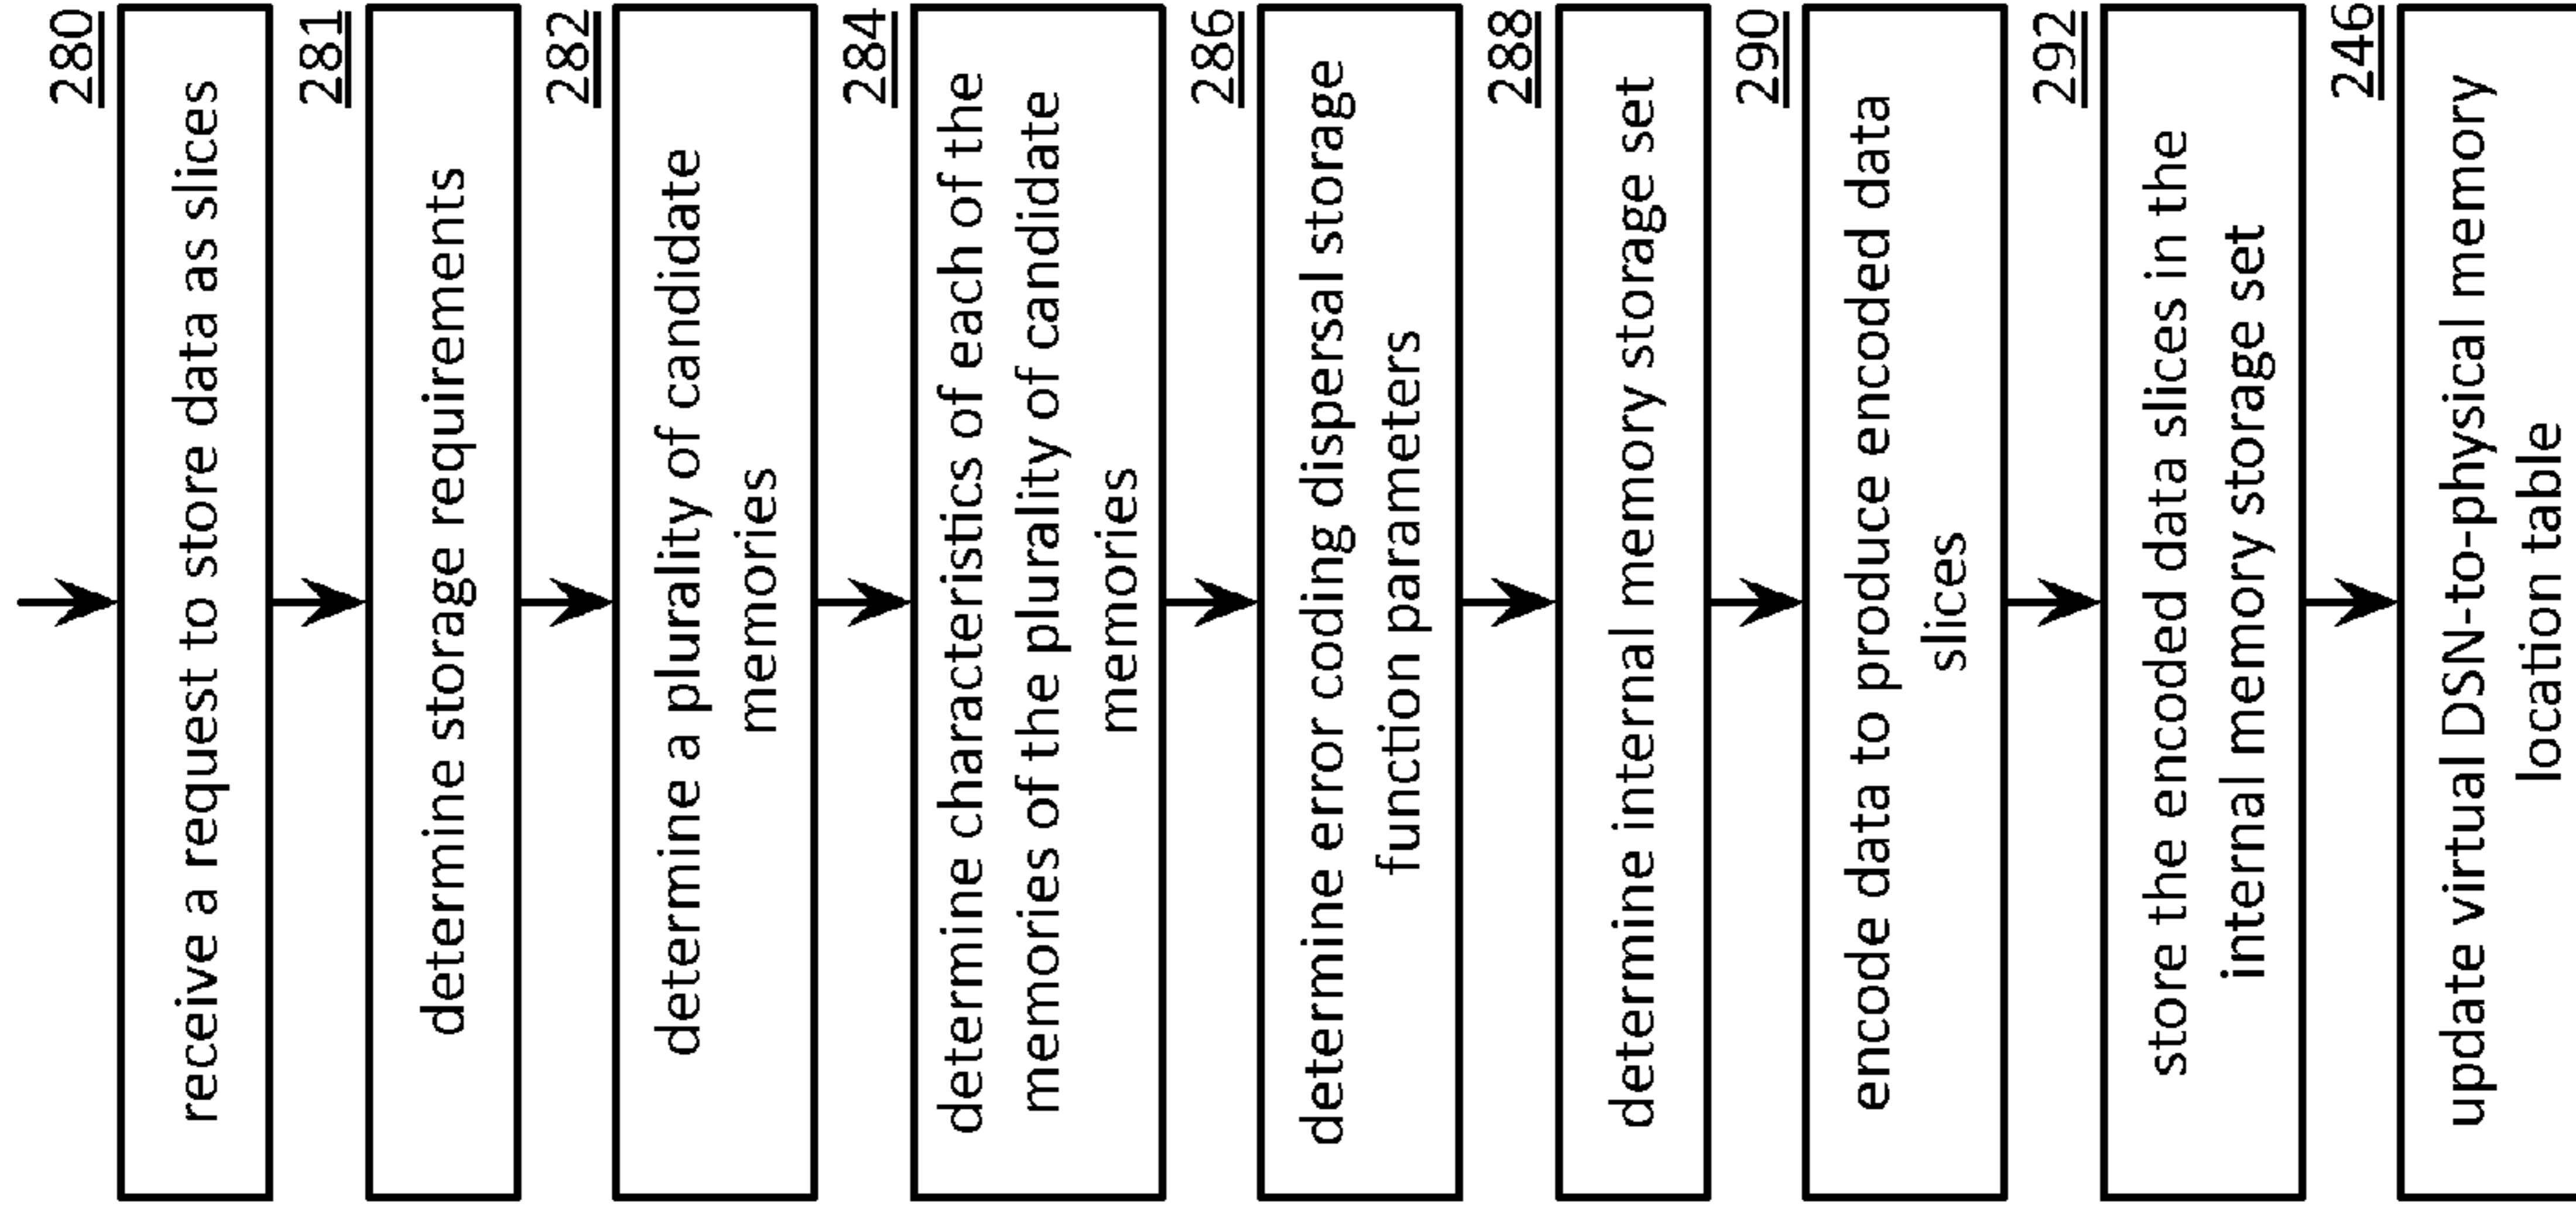 280
receive a request to store data as slices
281
determine storage requirements
282
determine a plurality of candidate
memories
284
determine characteristics of each of the
memories of the plurality of candidate
memories
286
determine error coding dispersal storage
function parameters
288
determine internal memory storage set
290
encode data to produce encoded data
slices
292
store the encoded data slices in the
internal memory storage set
246
update virtual DSN-to-physical memory
location table